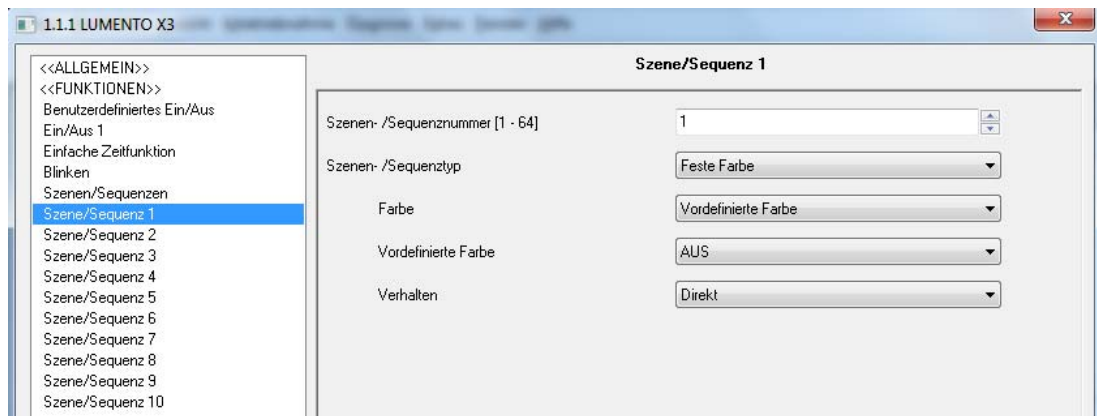 1.1.1 LUMENTO X3
<<ALLGEMEIN>>
<<FUNKTIONEN>>
Benutzerdefiniertes Ein/Aus
Ein/Aus 1
Einfache Zeitfunktion
Blinken
Szenen/Sequenzen
Szene/Sequenz 1
Szene/Sequenz 2
Szene/Sequenz 3
Szene/Sequenz 4
Szene/Sequenz 5
Szene/Sequenz 6
Szene/Sequenz 7
Szene/Sequenz 8
Szene/Sequenz 9
Szene/Sequenz 10
Szene/Sequenz 1
Szenen- /Sequenznummer [1 - 64] 1
Szenen- /Sequenztyp Feste Farbe
Farbe Vordefinierte Farbe
Vordefinierte Farbe AUS
Verhalten Direkt